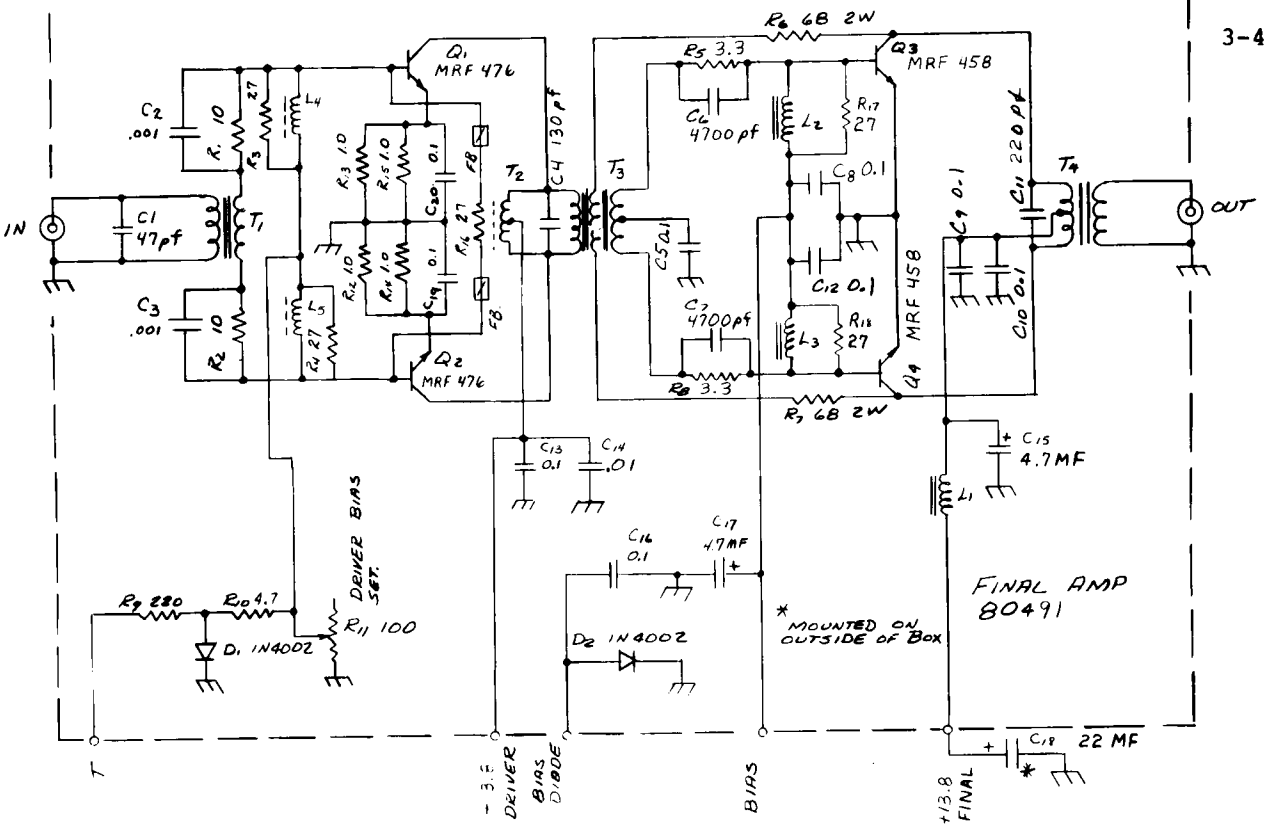 3-4
R6 68 2W
Q1
MRF 476
R5 3.3
Q3
MRF 458
C2
.001
R1 10
R3 27
L4
C4 130pf
C6
4700pf
L2
R17
27
C11 220pf
R13 1.0
R15 1.0
C20 0.1
FB
T2
T3
C8 0.1
C9 0.1
T4
IN
C1
47pf
T1
R16 27
C5 0.1
OUT
R12 1.0
R14 1.0
C19 0.1
FB
C12 0.1
MRF 458
C10 0.1
C3
.001
R2 10
L5
R4 27
C7
4700pf
L3
R18
27
Q2
MRF 476
R8 3.3
Q4
R7 68 2W
C13
0.1
C14
.01
C15
4.7MF
+
L1
DRIVER BIAS
SET.
C16
0.1
C17
4.7MF
+
FINAL AMP
80491
R9 220
R10 4.7
R11 100
*
MOUNTED ON
OUTSIDE OF BOX
D1 1N4002
D2 1N4002
T
DRIVER
BIAS
DIODE
BIAS
+13.8
FINAL
+
C18
22 MF
*